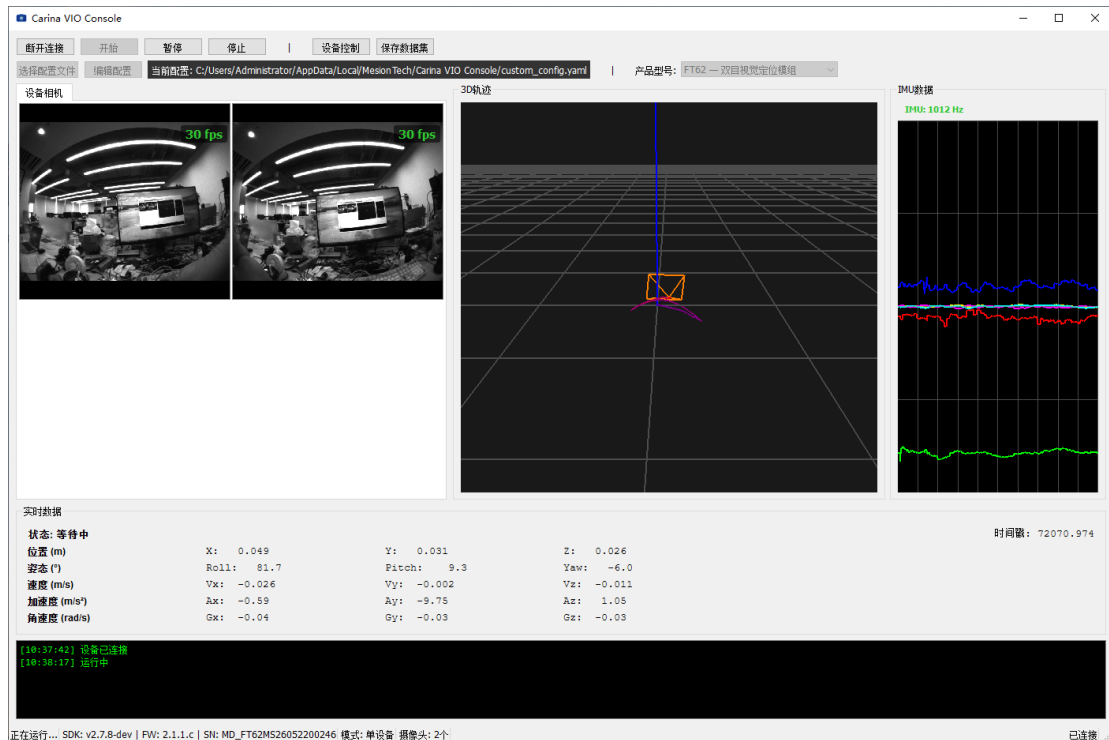 Carina VIO Console
断开连接 开始 暂停 停止 | 设备控制 保存数据集
选择配置文件 编辑配置 当前配置: C:/Users/Administrator/AppData/Local/MesionTech/Carina VIO Console/custom_config.yaml | 产品型号: FT62 — 双目视觉定位模组
设备相机 3D轨迹 IMU数据
IMU: 1012 Hz
30 fps 30 fps
实时数据
状态: 等待中 时间戳: 72070.974
位置 (m) X: 0.049 Y: 0.031 Z: 0.026
姿态 (°) Roll: 81.7 Pitch: 9.3 Yaw: -6.0
速度 (m/s) Vx: -0.026 Vy: -0.002 Vz: -0.011
加速度 (m/s²) Ax: -0.59 Ay: -9.75 Az: 1.05
角速度 (rad/s) Gx: -0.04 Gy: -0.03 Gz: -0.03
[10:37:42] 设备已连接
[10:38:17] 运行中
正在运行... SDK: v2.7.8-dev | FW: 2.1.1.c | SN: MD_FT62MS26052200246 模式: 单设备 摄像头: 2个 已连接